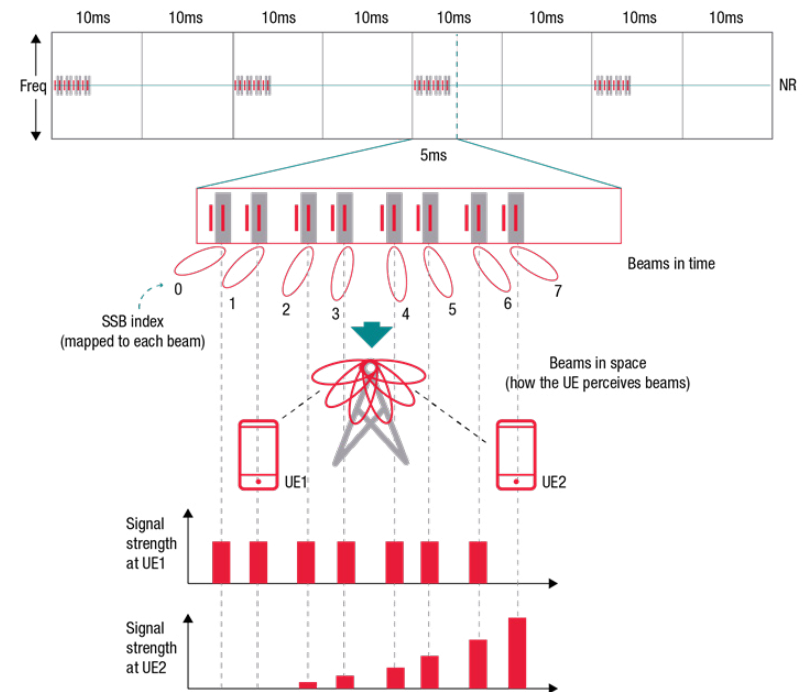 10ms 10ms 10ms 10ms 10ms 10ms 10ms 10ms
Freq
NR
5ms
Beams in time
0
1
2
3
4
5
6
7
SSB index
(mapped to each beam)
Beams in space
(how the UE perceives beams)
UE1
UE2
Signal
strength
at UE1
Signal
strength
at UE2